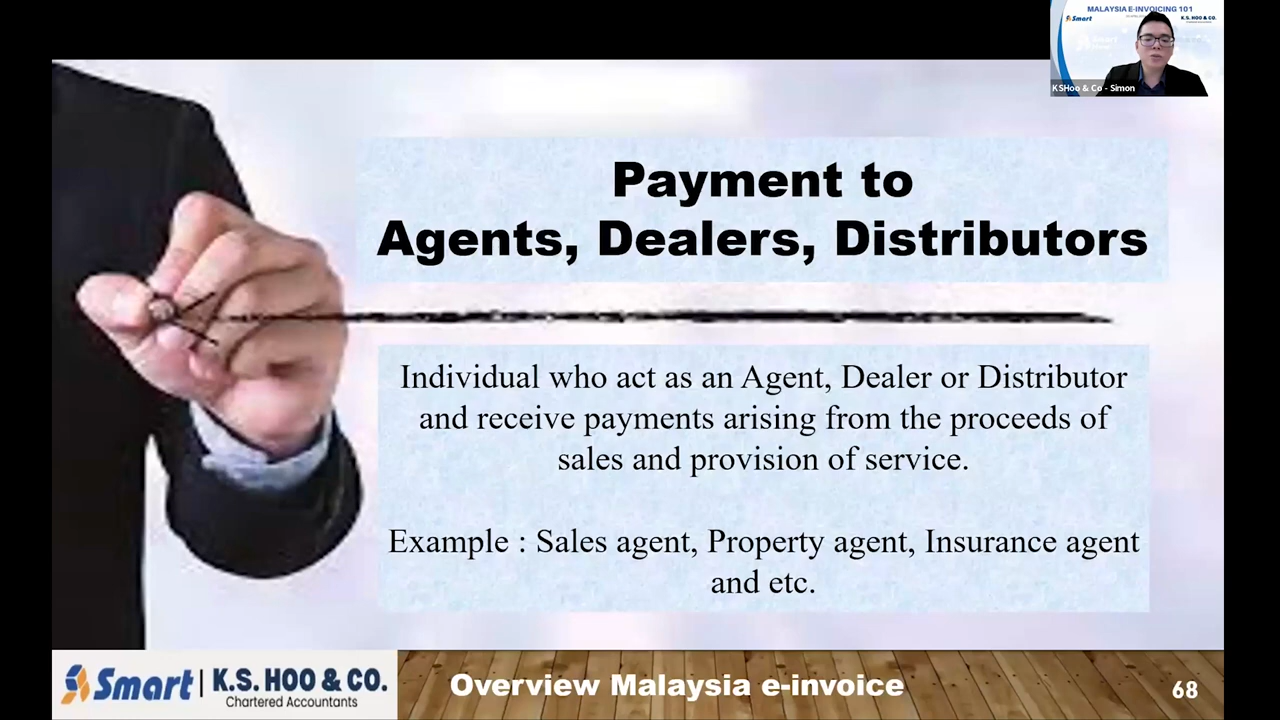 MALAYSIA E-INVOICING 101
Smart
K.S. HOO & CO.
KSHoo & Co - Simon
Payment to
Agents, Dealers, Distributors
Individual who act as an Agent, Dealer or Distributor
and receive payments arising from the proceeds of
sales and provision of service.
Example : Sales agent, Property agent, Insurance agent
and etc.
Smart | K.S. HOO & CO.
Chartered Accountants
Overview Malaysia e-invoice
68